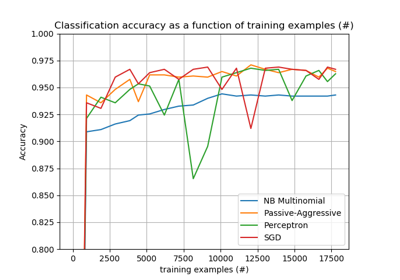 Classification accuracy as a function of training examples (#)
1.000
0.975
0.950
0.925
0.900
0.875
0.850
0.825
0.800
Accuracy
NB Multinomial
Passive-Aggressive
Perceptron
SGD
0 2500 5000 7500 10000 12500 15000 17500
training examples (#)